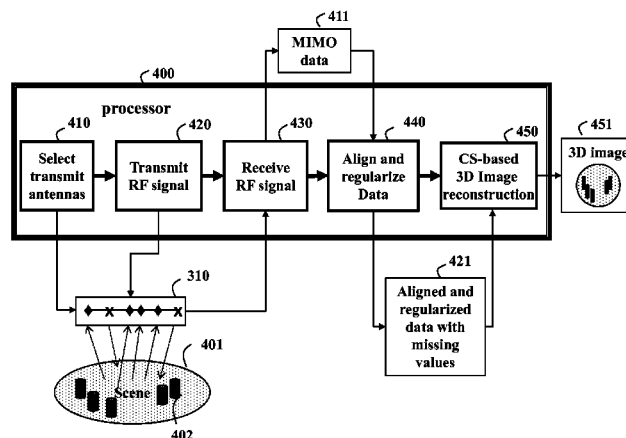 411
MIMO
data
400
processor
410
420
430
440
450
451
Select
transmit
antennas
Transmit
RF signal
Receive
RF signal
Align and
regularize
Data
CS-based
3D Image
reconstruction
3D image
310
x
x
421
Aligned and
regularized
data with
missing
values
401
Scene
402